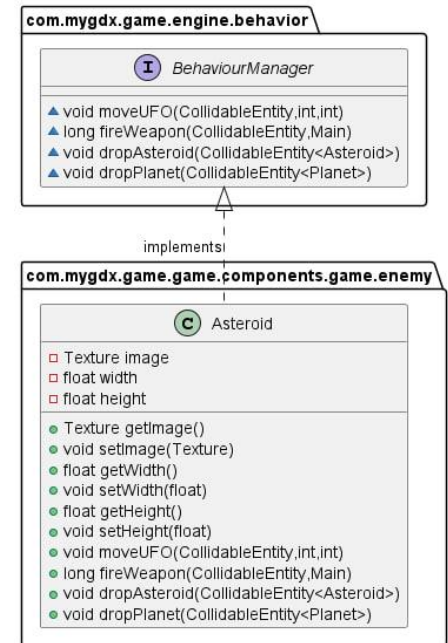 com.mygdx.game.engine.behavior
I BehaviourManager
void moveUFO(CollidableEntity,int,int)
long fireWeapon(CollidableEntity,Main)
void dropAsteroid(CollidableEntity<Asteroid>)
void dropPlanet(CollidableEntity<Planet>)
implements
com.mygdx.game.game.components.game.enemy
C Asteroid
Texture image
float width
float height
Texture getImage()
void setImage(Texture)
float getWidth()
void setWidth(float)
float getHeight()
void setHeight(float)
void moveUFO(CollidableEntity,int,int)
long fireWeapon(CollidableEntity,Main)
void dropAsteroid(CollidableEntity<Asteroid>)
void dropPlanet(CollidableEntity<Planet>)